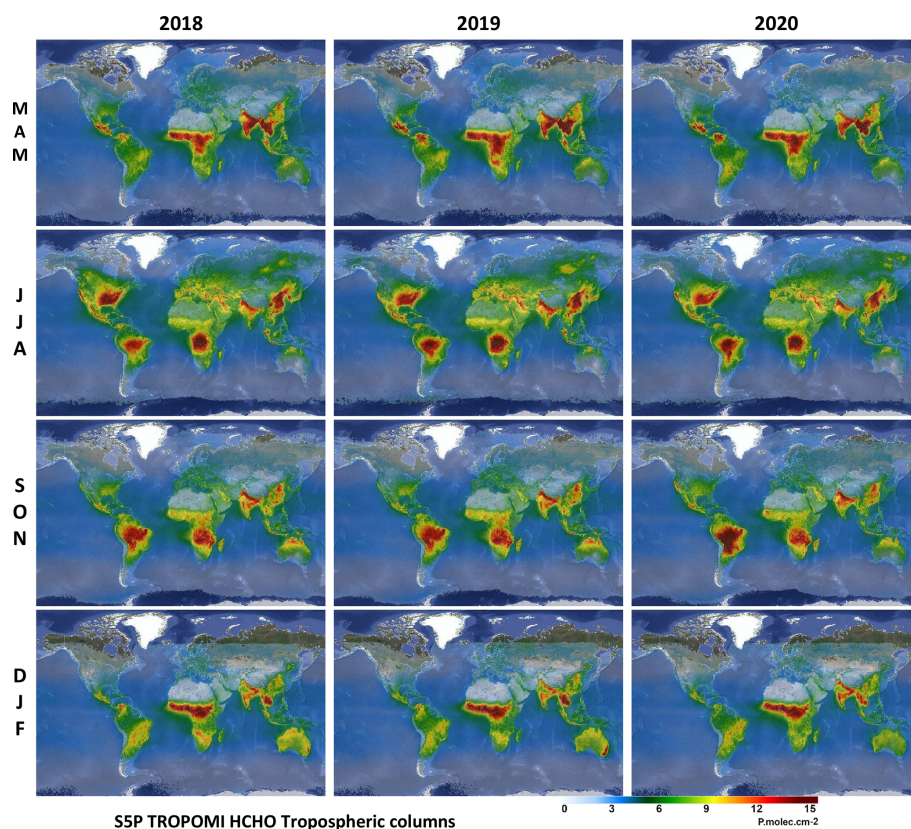 2018 2019 2020
M
A
M
J
J
A
S
O
N
D
J
F
0 3 6 9 12 15
S5P TROPOMI HCHO Tropospheric columns
P.molec.cm-2